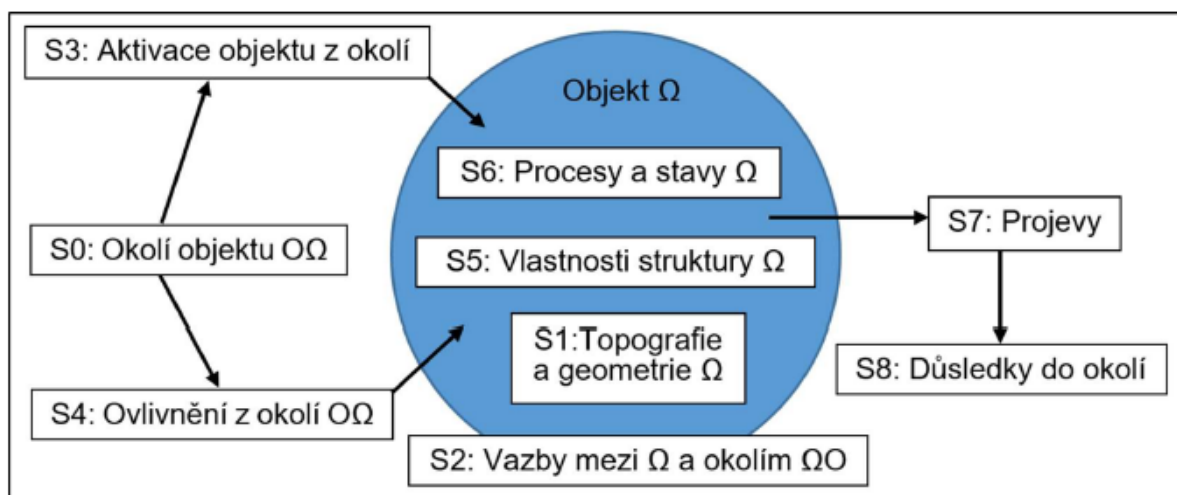 S3: Aktivace objektu z okolí
Objekt Ω
S6: Procesy a stavy Ω
S0: Okolí objektu OΩ
S7: Projevy
S5: Vlastnosti struktury Ω
S1:Topografie
a geometrie Ω
S8: Důsledky do okolí
S4: Ovlivnění z okolí OΩ
S2: Vazby mezi Ω a okolím ΩO